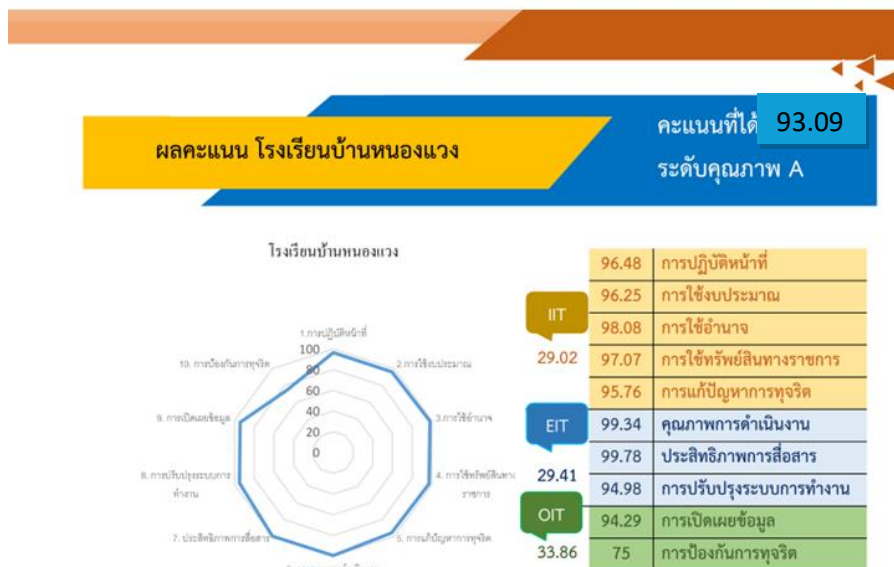 คะแนนที่ได้ 93.09
ผลคะแนน โรงเรียนบ้านหนองแวง
ระดับคุณภาพ A
โรงเรียนบ้านหนองแวง
1.การปฏิบัติหน้าที่
2.การใช้งบประมาณ
3.การใช้อำนาจ
4. การใช้ทรัพย์สินทาง
ราชการ
5. การแก้ปัญหาการทุจริต
7. ประสิทธิภาพการสื่อสาร
8. การปรับปรุงระบบการ
ทำงาน
9. การเปิดเผยข้อมูล
10. การป้องกันการทุจริต
100
80
60
40
20
0
IIT
29.02
EIT
29.41
OIT
33.86
96.48 การปฏิบัติหน้าที่
96.25 การใช้งบประมาณ
98.08 การใช้อำนาจ
97.07 การใช้ทรัพย์สินทางราชการ
95.76 การแก้ปัญหาการทุจริต
99.34 คุณภาพการดำเนินงาน
99.78 ประสิทธิภาพการสื่อสาร
94.98 การปรับปรุงระบบการทำงาน
94.29 การเปิดเผยข้อมูล
75 การป้องกันการทุจริต